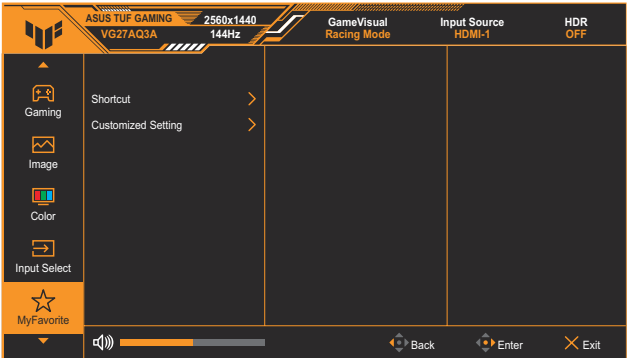 ASUS TUF GAMING
VG27AQ3A
2560x1440
144Hz
GameVisual
Racing Mode
Input Source
HDMI-1
HDR
OFF
Gaming
Image
Color
Input Select
MyFavorite
Shortcut
Customized Setting
Back
Enter
Exit